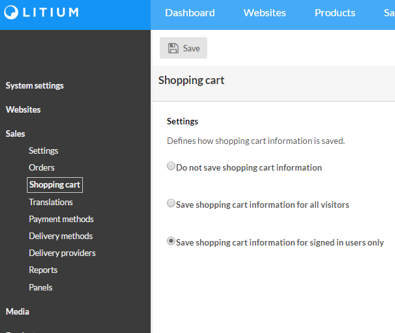 LITIUM
Dashboard Websites Products
Save
Shopping cart
System settings
Websites
Sales
Settings
Orders
Shopping cart
Translations
Payment methods
Delivery methods
Delivery providers
Reports
Panels
Media
Settings
Defines how shopping cart information is saved.
Do not save shopping cart information
Save shopping cart information for all visitors
Save shopping cart information for signed in users only